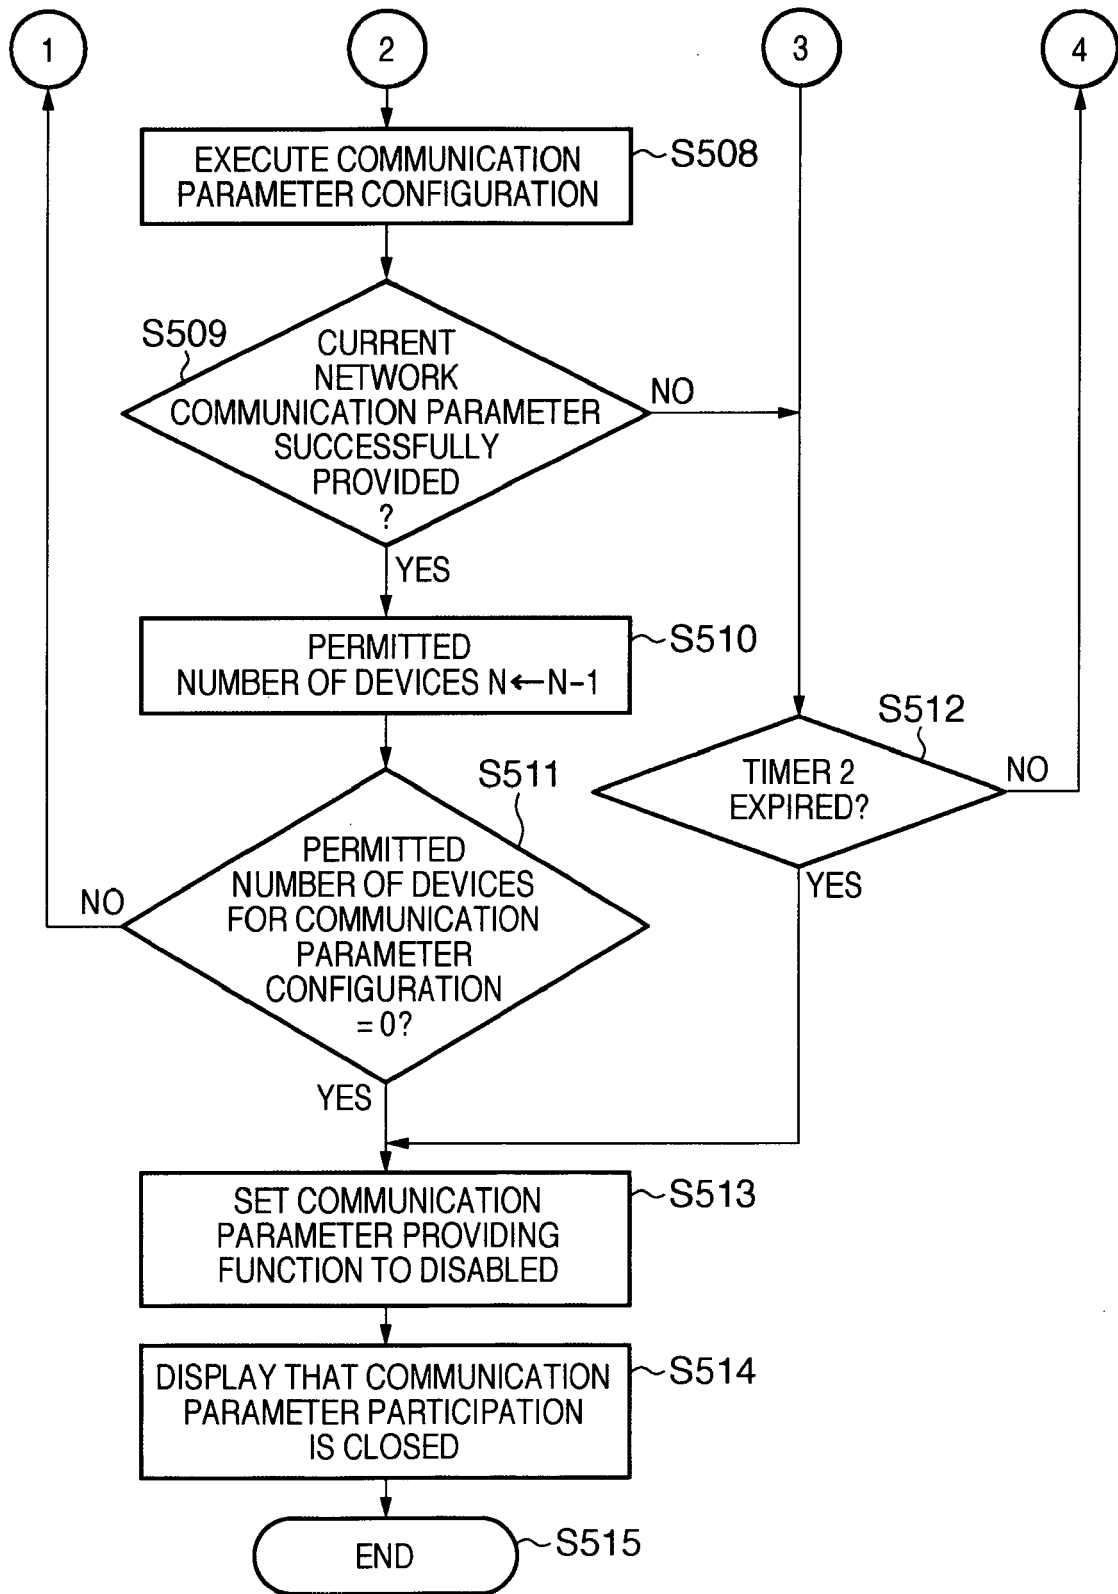 1
2
3
4
EXECUTE COMMUNICATION
PARAMETER CONFIGURATION
S508
S509
CURRENT
NETWORK
COMMUNICATION PARAMETER
SUCCESSFULLY
PROVIDED
?
NO
YES
PERMITTED
NUMBER OF DEVICES N←N-1
S510
S512
TIMER 2
EXPIRED?
NO
YES
S511
PERMITTED
NUMBER OF DEVICES
FOR COMMUNICATION
PARAMETER
CONFIGURATION
= 0?
NO
YES
SET COMMUNICATION
PARAMETER PROVIDING
FUNCTION TO DISABLED
S513
DISPLAY THAT COMMUNICATION
PARAMETER PARTICIPATION
IS CLOSED
S514
END
S515